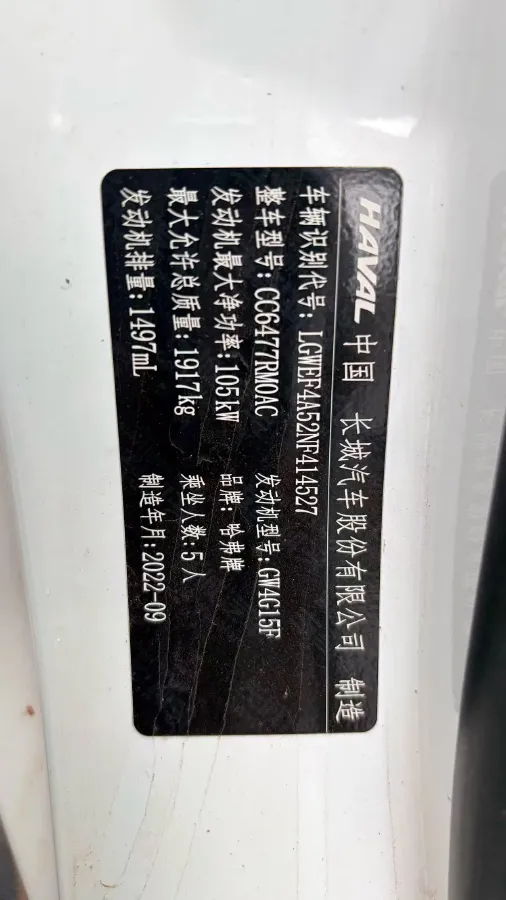 HAVAL 中国 长城汽车股份有限公司 制造
车辆识别代号: LGWEF4A52NF414527
整车型号: CC6477RM0AC 发动机型号: GW4G15F
发动机最大净功率: 105kW 品牌: 哈弗牌
最大允许总质量: 1917kg 乘坐人数: 5人
发动机排量: 1497mL 制造年月: 2022-09